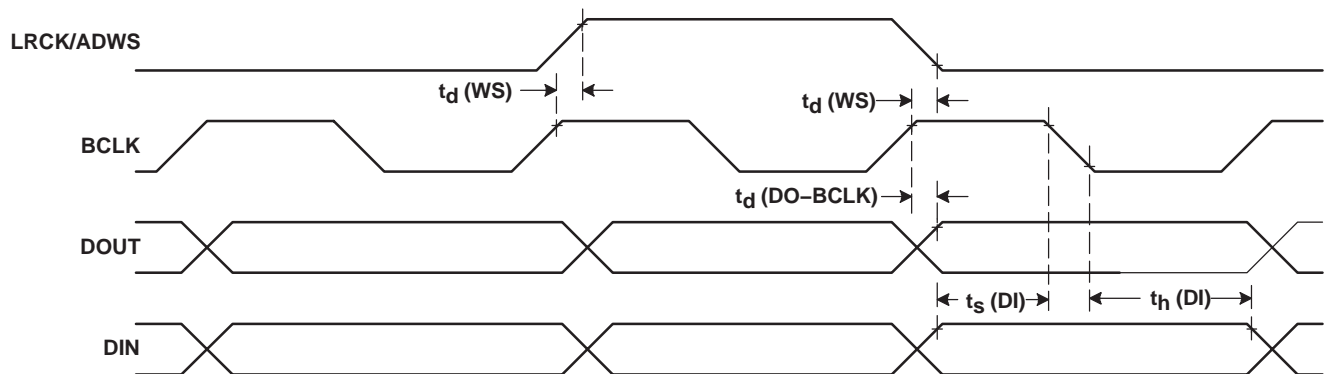 LRCK/ADWS
td (WS)
td (WS)
BCLK
td (DO−BCLK)
DOUT
ts (DI)
th (DI)
DIN